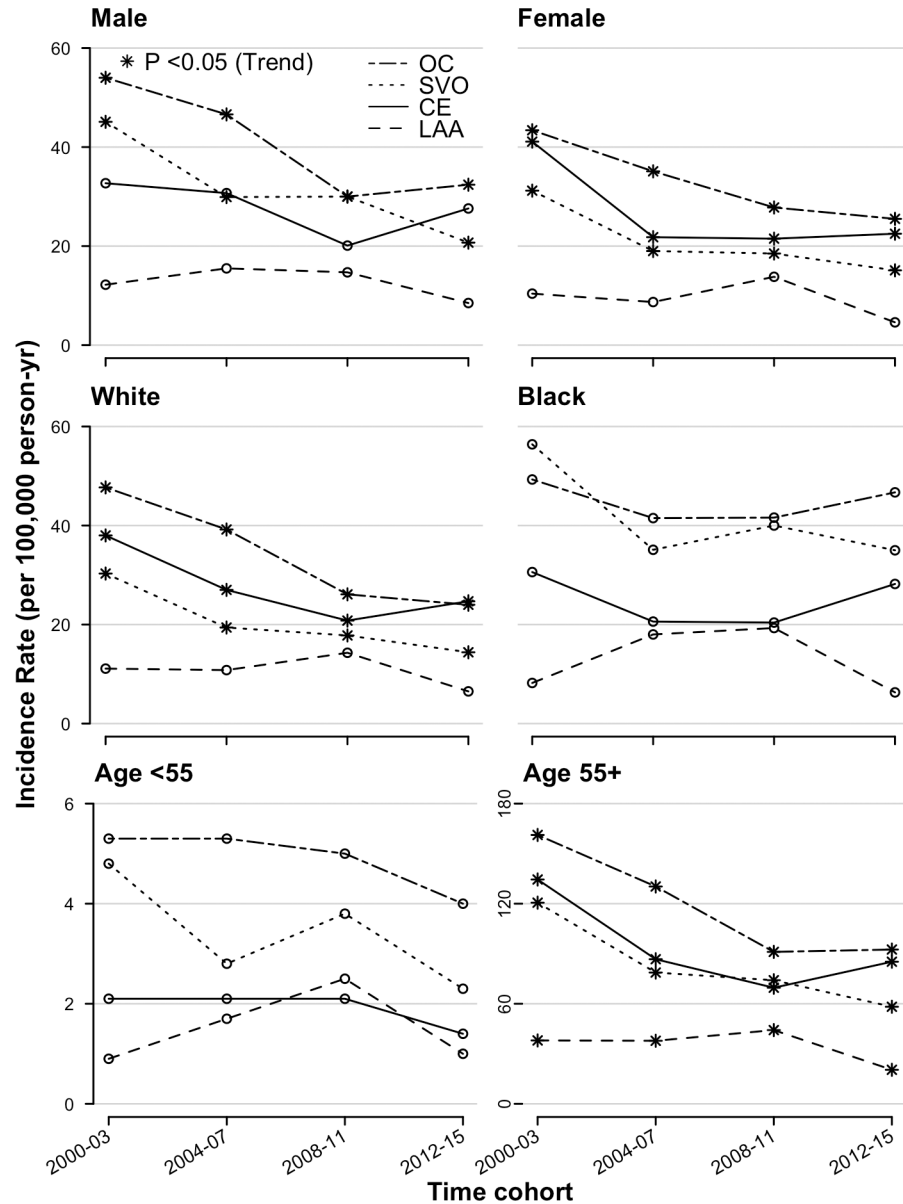 Male
Female
60
40
20
0
✳ P <0.05 (Trend)
OC
SVO
CE
LAA
White
Black
60
40
20
0
Incidence Rate (per 100,000 person-yr)
Age <55
Age 55+
6
4
2
0
180
120
60
0
2000-03
2004-07
2008-11
2012-15
2000-03
2004-07
2008-11
2012-15
Time cohort